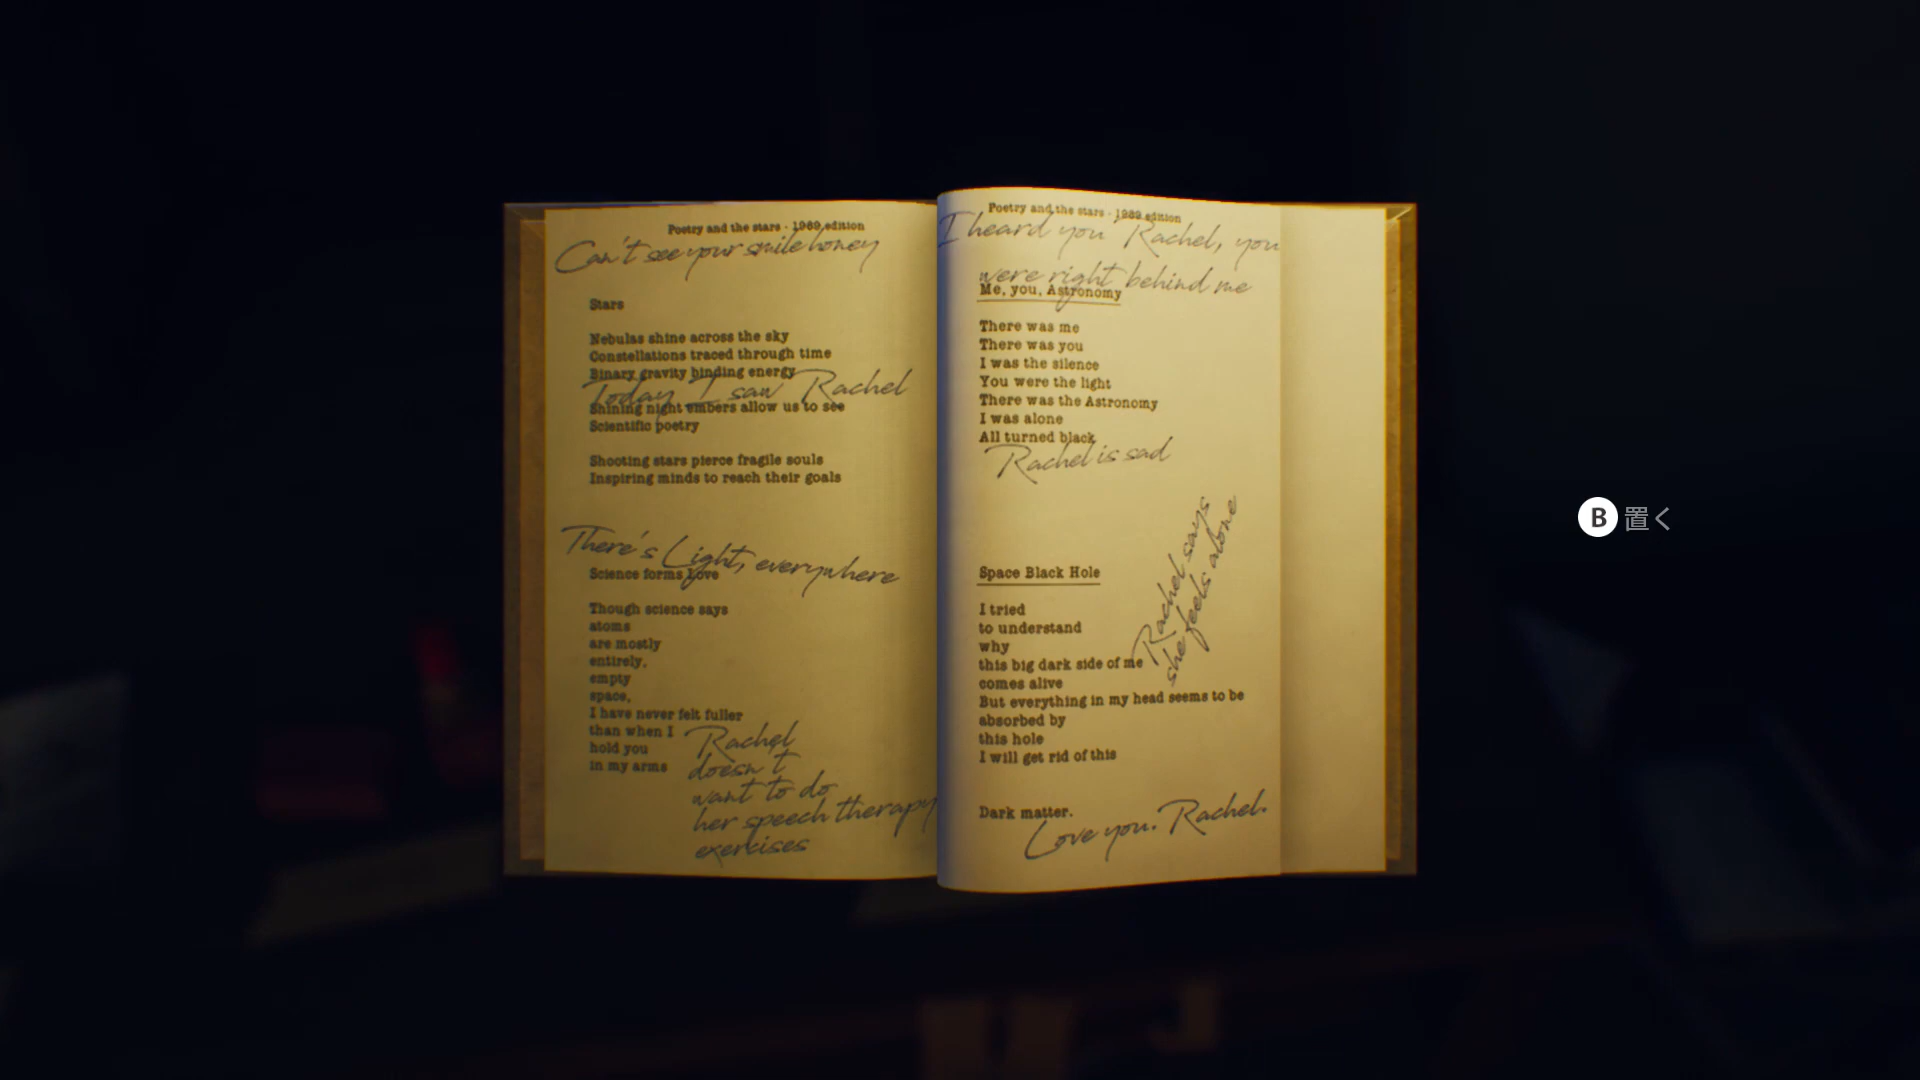 Poetry and the stars - 1989 edition
Can't see your smile honey
Stars
Nebulas shine across the sky
Constellations traced through time
Binary gravity binding energy
Today I saw Rachel
Shining night embers allow us to see
Scientific poetry
Shooting stars pierce fragile souls
Inspiring minds to reach their goals
There's Light, everywhere
Science forms Love
Though science says
atoms
are mostly
entirely,
empty
space,
I have never felt fuller
than when I
hold you
in my arms
Rachel
doesn't
want to do
her speech therapy
exercises
Poetry and the stars - 1989 edition
I heard you Rachel, you
were right behind me
Me, you, Astronomy
There was me
There was you
I was the silence
You were the light
There was the Astronomy
I was alone
All turned black
Rachel is sad
Rachel says
she feels alone
Space Black Hole
I tried
to understand
why
this big dark side of me
comes alive
But everything in my head seems to be
absorbed by
this hole
I will get rid of this
Dark matter.
Love you. Rachel.
B 置く